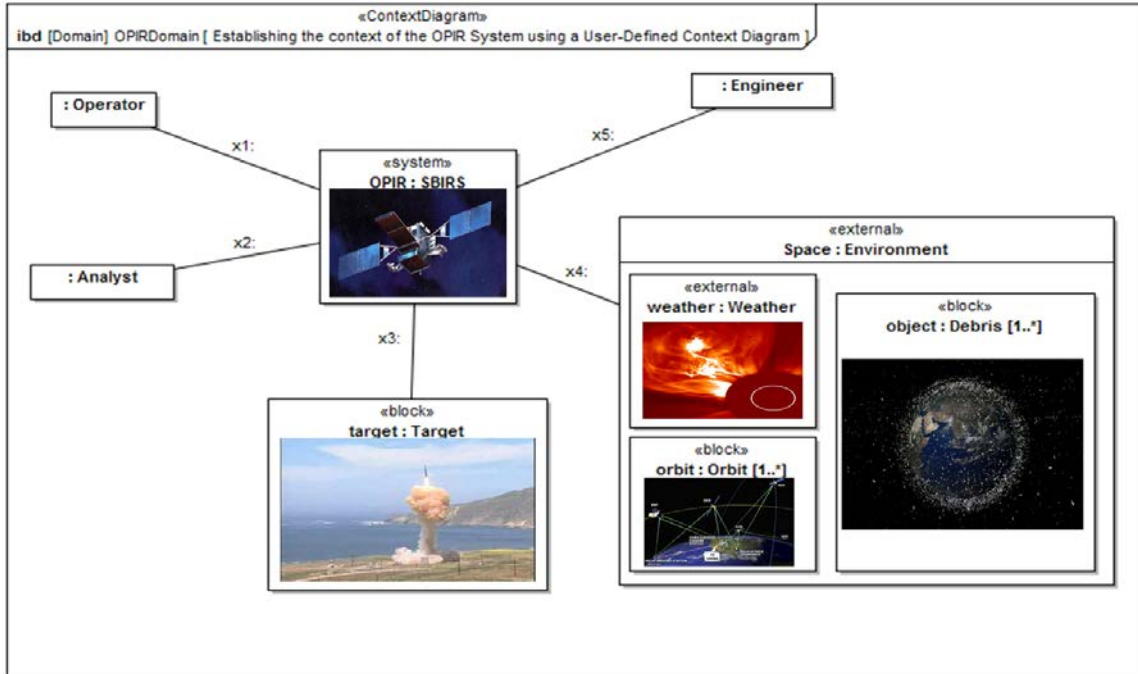 «ContextDiagram»
ibd [Domain] OPIRDomain [ Establishing the context of the OPIR System using a User-Defined Context Diagram ]
: Operator
: Engineer
x1:
x5:
«system»
OPIR : SBIRS
x2:
: Analyst
x4:
x3:
«external»
Space : Environment
«external»
weather : Weather
«block»
object : Debris [1..*]
«block»
orbit : Orbit [1..*]
«block»
target : Target